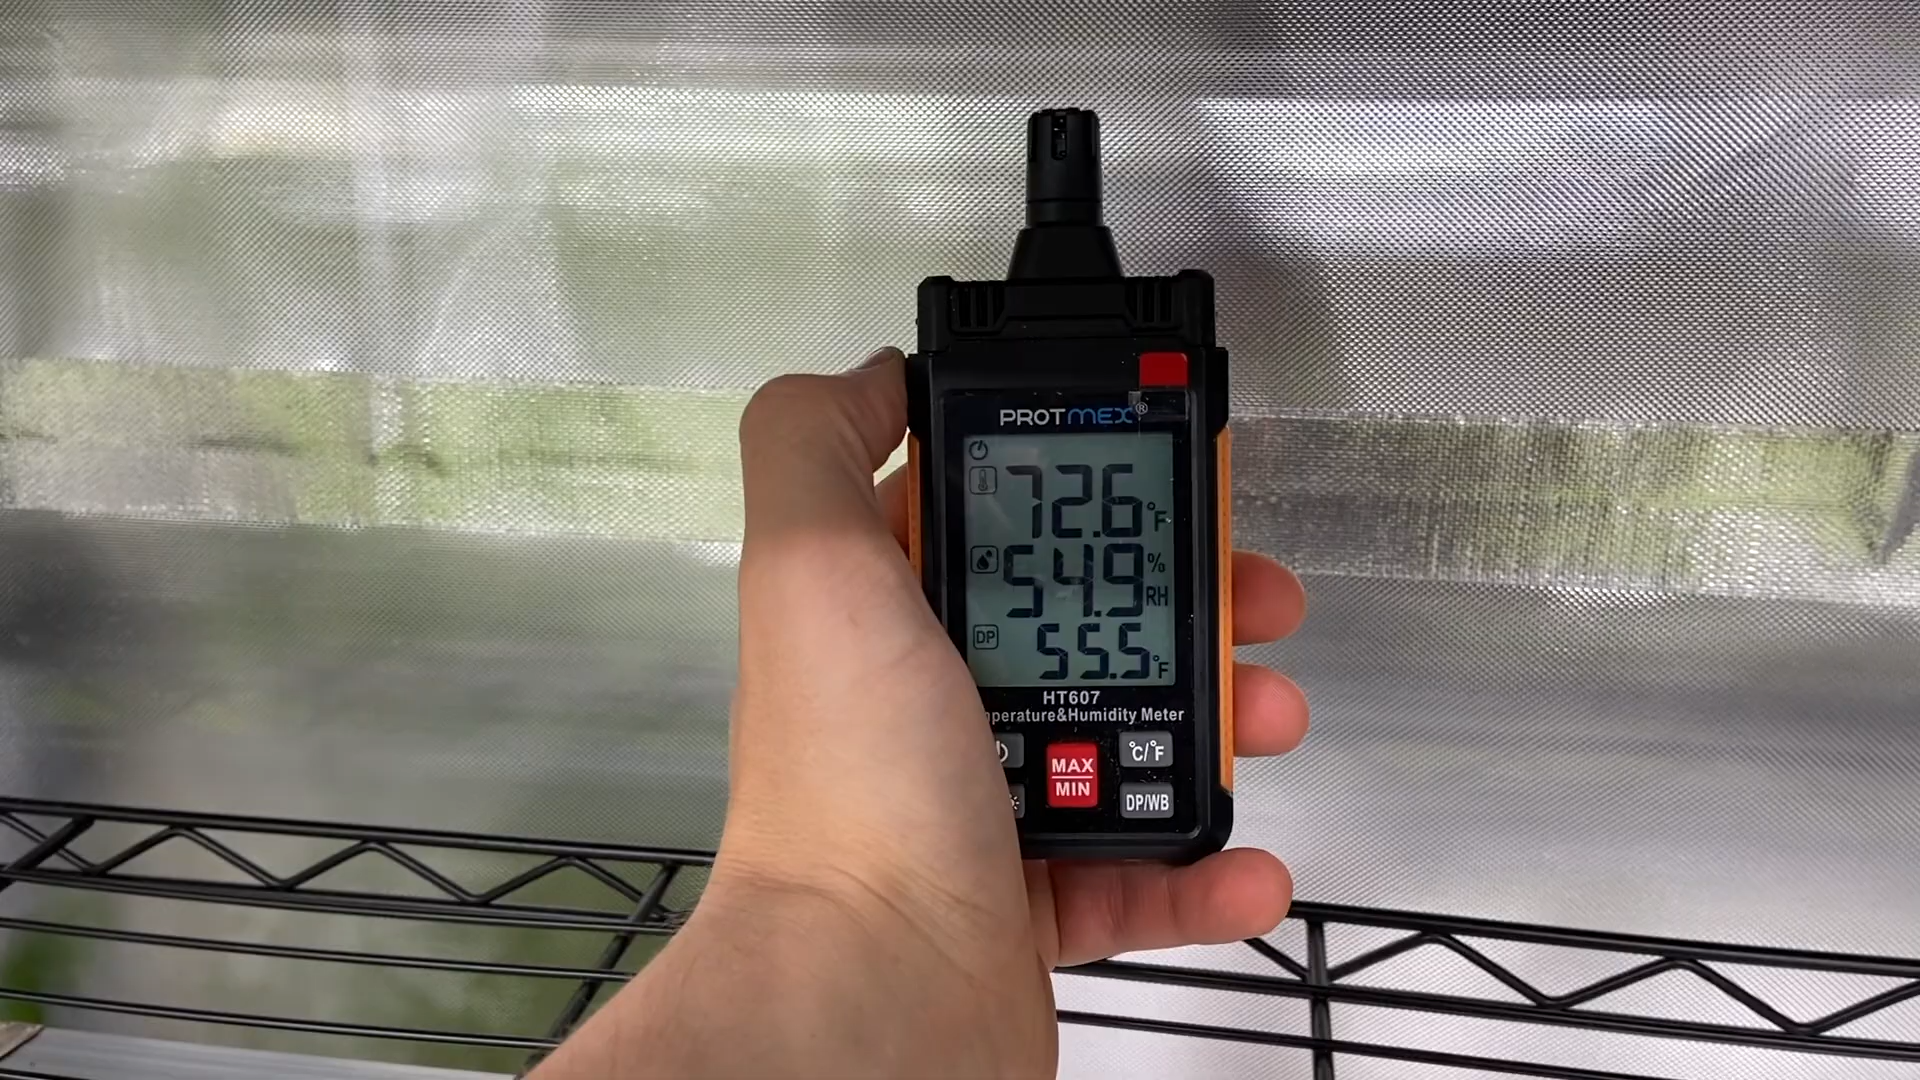 PROTMEX®
72.6°F
54.9% RH
DP 55.5°F
HT607
perature&Humidity Meter
MAX °C/°F
MIN DP/WB